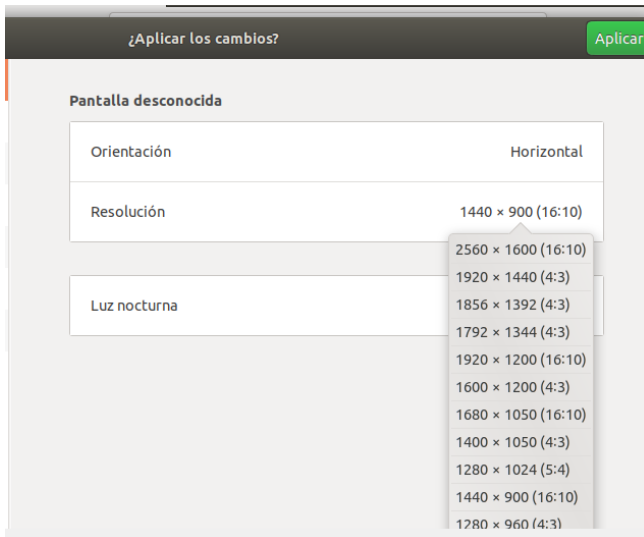 ¿Aplicar los cambios?
Aplicar
Pantalla desconocida
Orientación
Horizontal
Resolución
1440 × 900 (16∶10)
2560 × 1600 (16∶10)
1920 × 1440 (4∶3)
1856 × 1392 (4∶3)
1792 × 1344 (4∶3)
1920 × 1200 (16∶10)
1600 × 1200 (4∶3)
1680 × 1050 (16∶10)
1400 × 1050 (4∶3)
1280 × 1024 (5∶4)
1440 × 900 (16∶10)
1280 × 960 (4∶3)
Luz nocturna